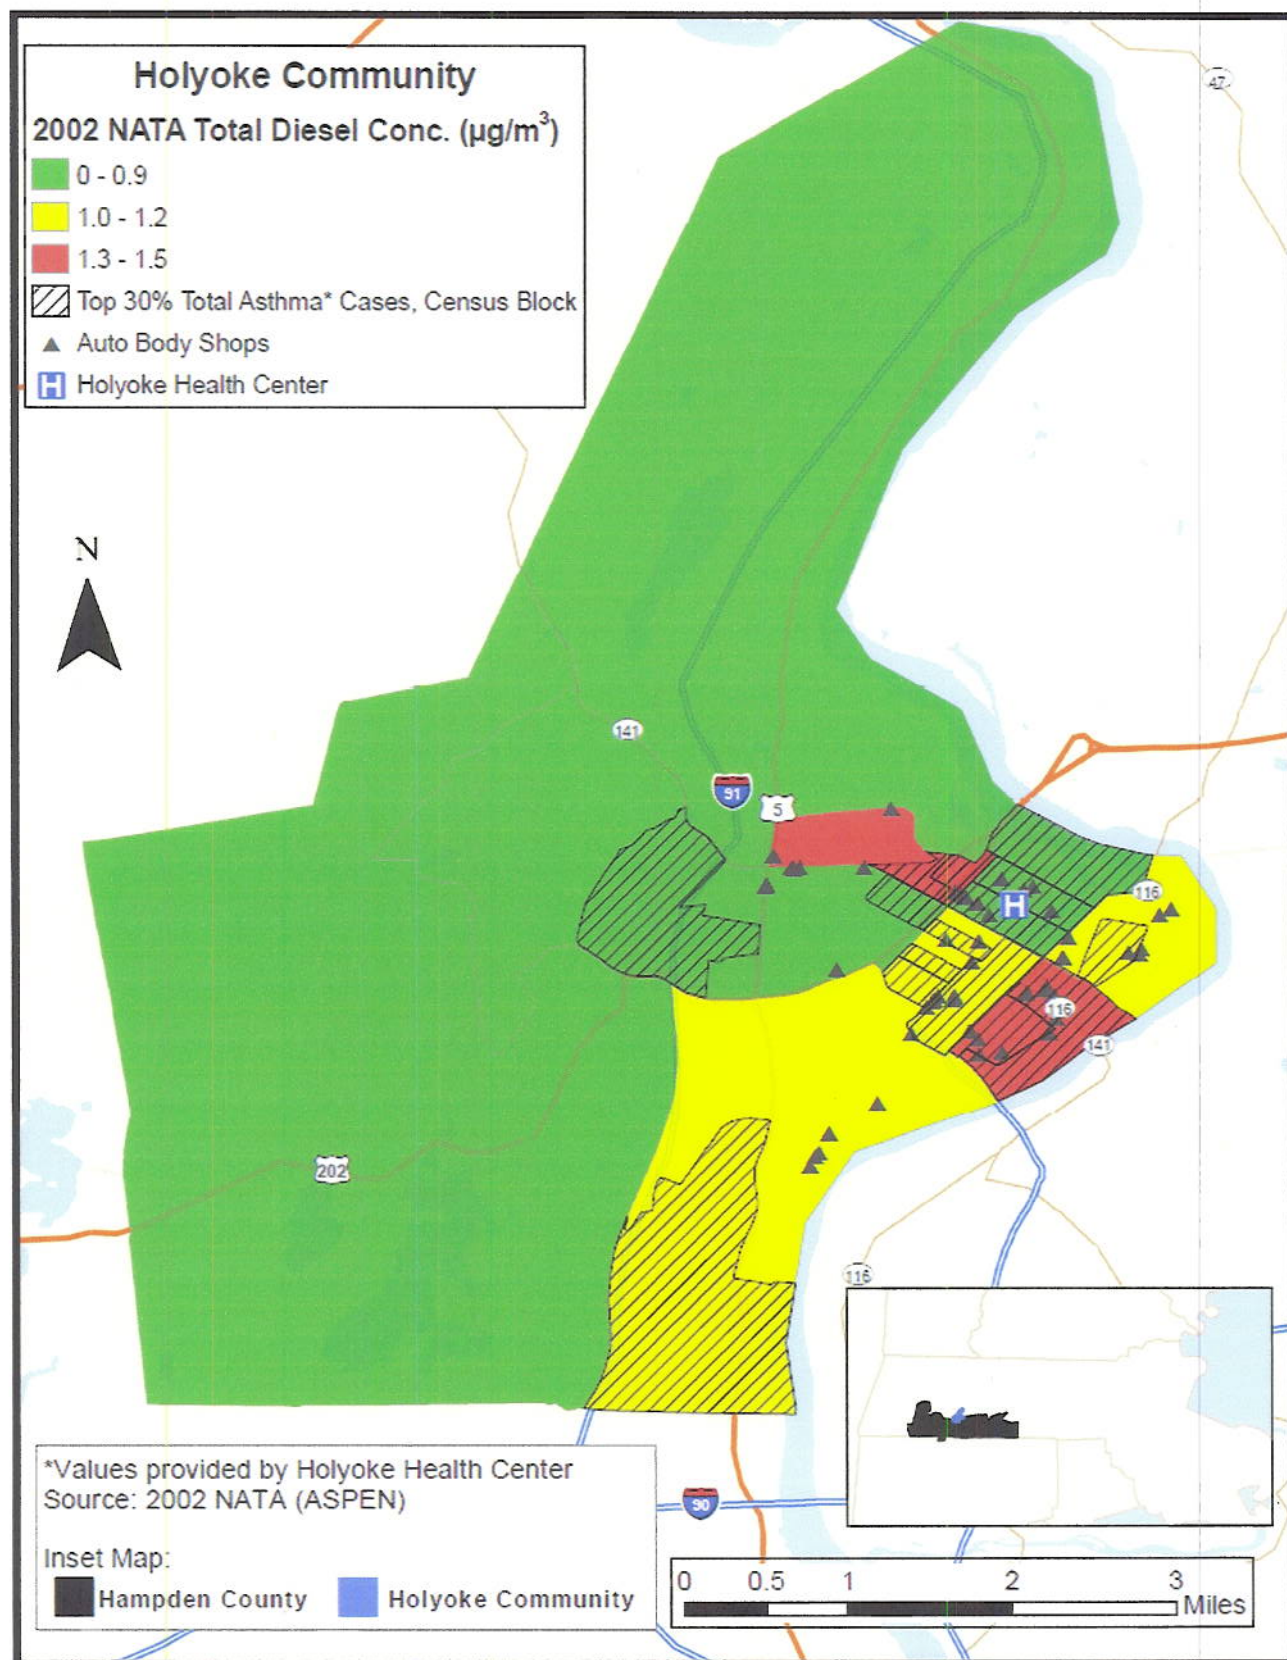 Holyoke Community
2002 NATA Total Diesel Conc. (µg/m³)
0 - 0.9
1.0 - 1.2
1.3 - 1.5
Top 30% Total Asthma* Cases, Census Block
Auto Body Shops
H Holyoke Health Center
47
N
141
91
5
116
H
116
141
202
116
*Values provided by Holyoke Health Center
Source: 2002 NATA (ASPEN)
90
Inset Map:
Hampden County Holyoke Community
0 0.5 1 2 3
Miles